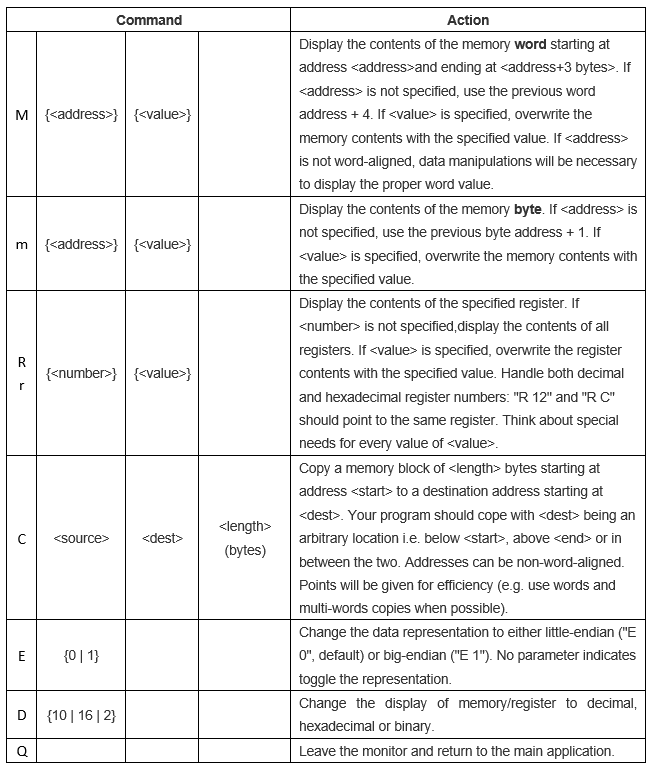 Command Action
M {<address>} {<value>} Display the contents of the memory word starting at
address <address>and ending at <address+3 bytes>. If
<address> is not specified, use the previous word
address + 4. If <value> is specified, overwrite the
memory contents with the specified value. If <address>
is not word-aligned, data manipulations will be necessary
to display the proper word value.
m {<address>} {<value>} Display the contents of the memory byte. If <address> is
not specified, use the previous byte address + 1. If
<value> is specified, overwrite the memory contents with
the specified value.
R
r
{<number>} {<value>} Display the contents of the specified register. If
<number> is not specified,display the contents of all
registers. If <value> is specified, overwrite the register
contents with the specified value. Handle both decimal
and hexadecimal register numbers: "R 12" and "R C"
should point to the same register. Think about special
needs for every value of <value>.
C <source> <dest> <length>
(bytes)
Copy a memory block of <length> bytes starting at
address <start> to a destination address starting at
<dest>. Your program should cope with <dest> being an
arbitrary location i.e. below <start>, above <end> or in
between the two. Addresses can be non-word-aligned.
Points will be given for efficiency (e.g. use words and
multi-words copies when possible).
E {0 | 1} Change the data representation to either little-endian ("E
0", default) or big-endian ("E 1"). No parameter indicates
toggle the representation.
D {10 | 16 | 2} Change the display of memory/register to decimal,
hexadecimal or binary.
Q Leave the monitor and return to the main application.